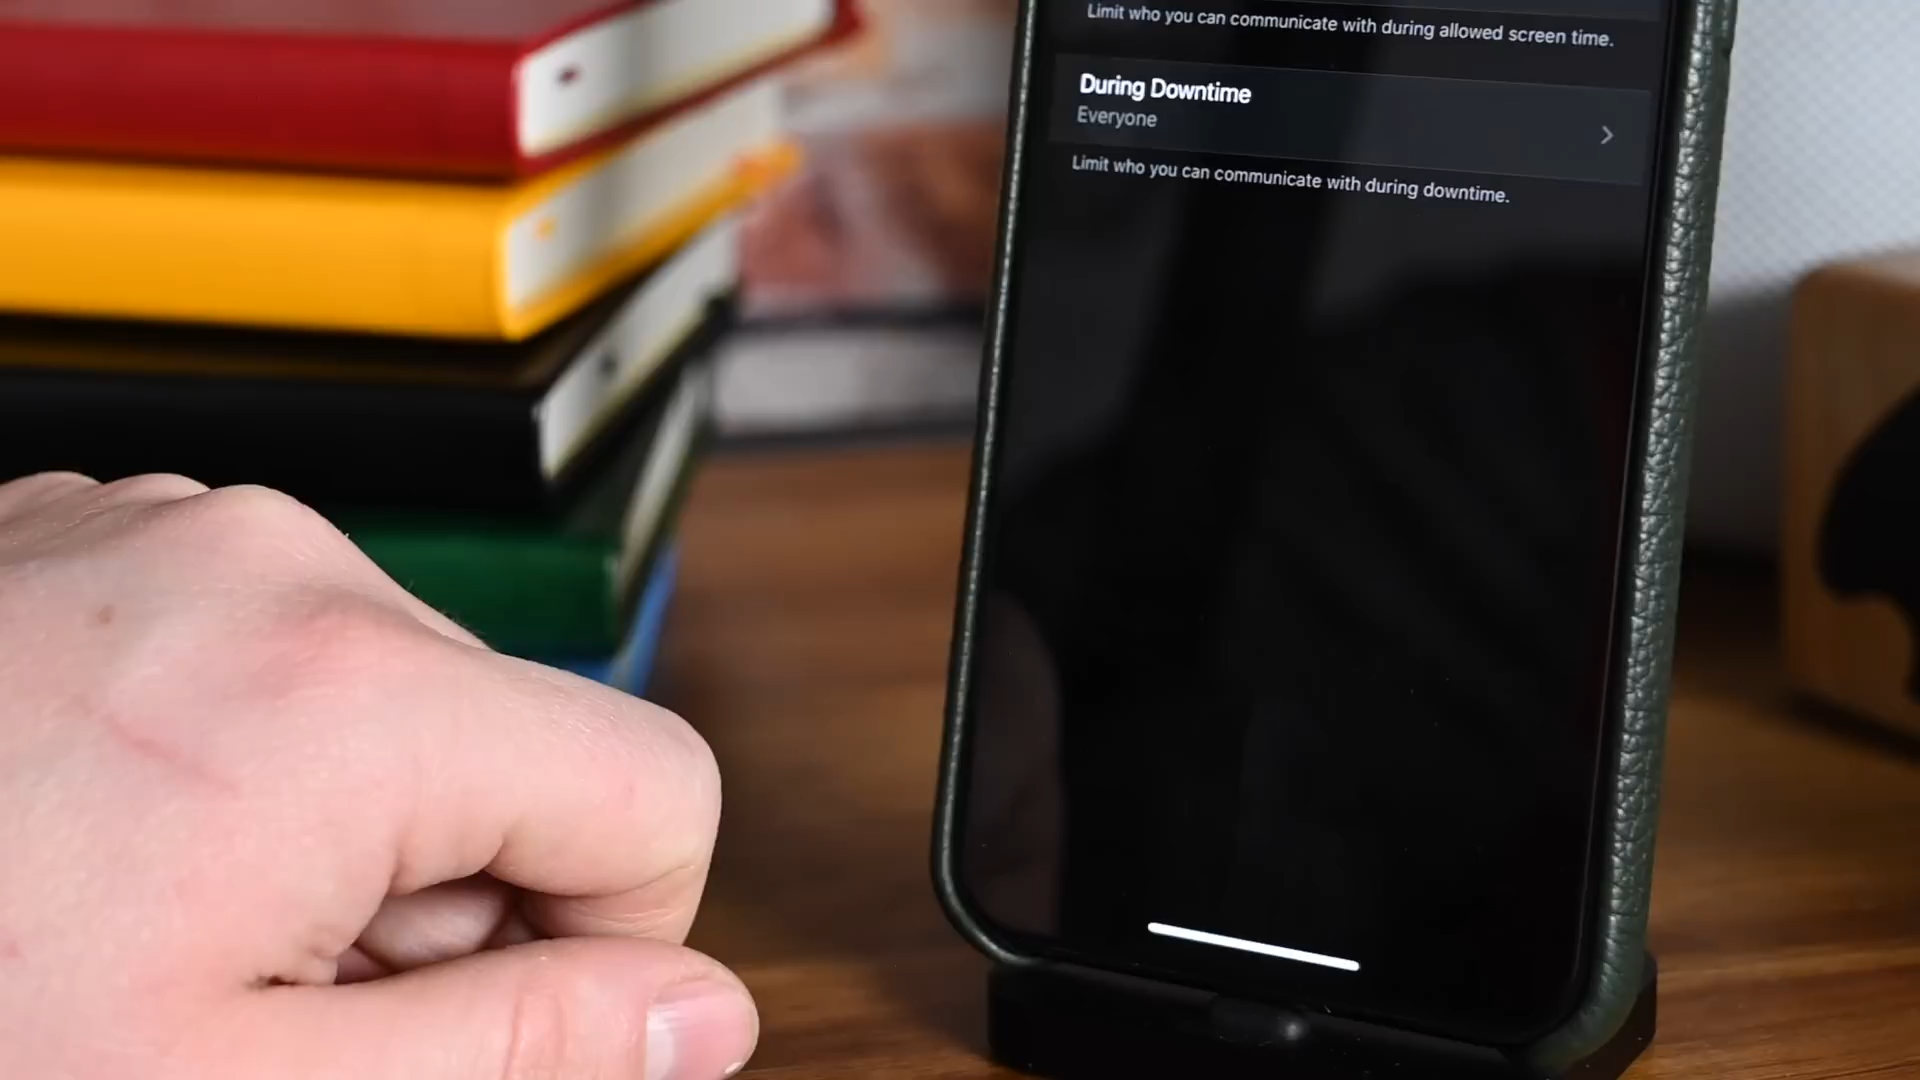 Limit who you can communicate with during allowed screen time.
During Downtime
Everyone
Limit who you can communicate with during downtime.